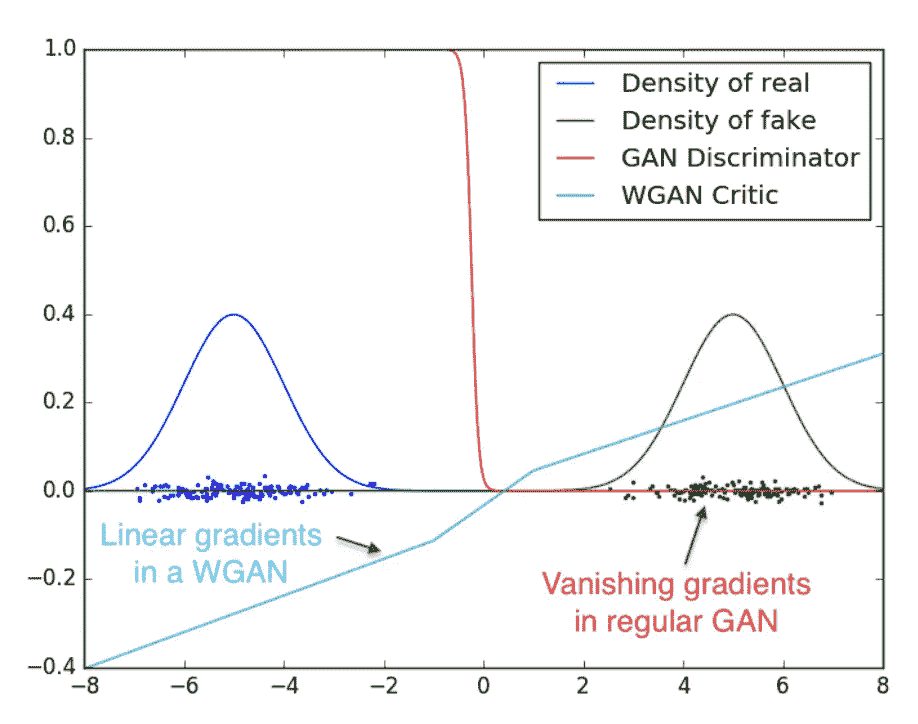 1.0
0.8
0.6
0.4
0.2
0.0
−0.2
−0.4
Density of real
Density of fake
GAN Discriminator
WGAN Critic
Linear gradients
in a WGAN
Vanishing gradients
in regular GAN
−8 −6 −4 −2 0 2 4 6 8